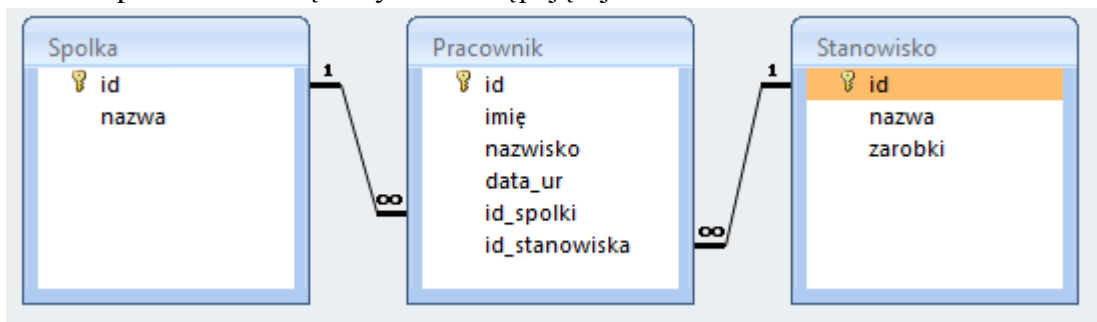 Spolka
id
nazwa
1
∞
Pracownik
id
imię
nazwisko
data_ur
id_spolki
id_stanowiska
∞
1
Stanowisko
id
nazwa
zarobki